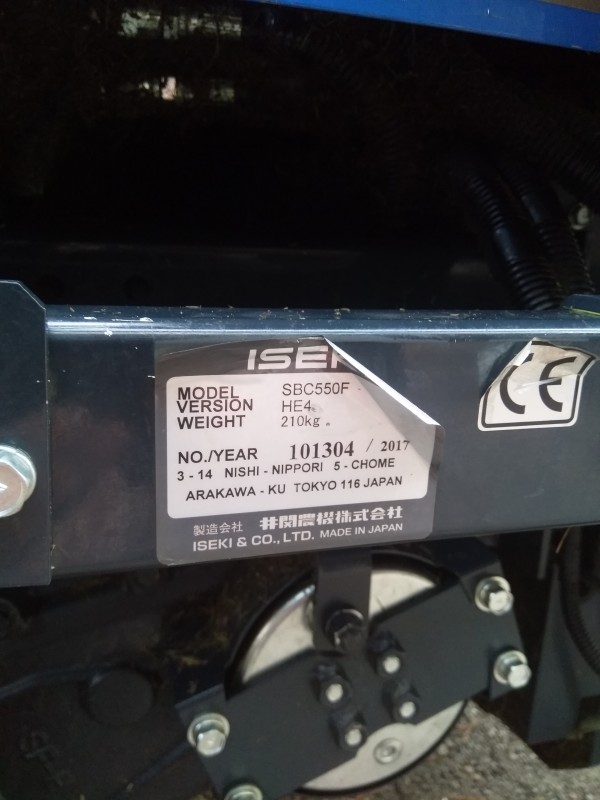 ISEK
MODEL SBC550F
VERSION HE4
WEIGHT 210kg
NO./YEAR 101304 / 2017
3-14 NISHI-NIPPORI 5-CHOME
ARAKAWA-KU TOKYO 116 JAPAN
製造会社 井関農機株式会社
ISEKI & CO., LTD. MADE IN JAPAN
CE